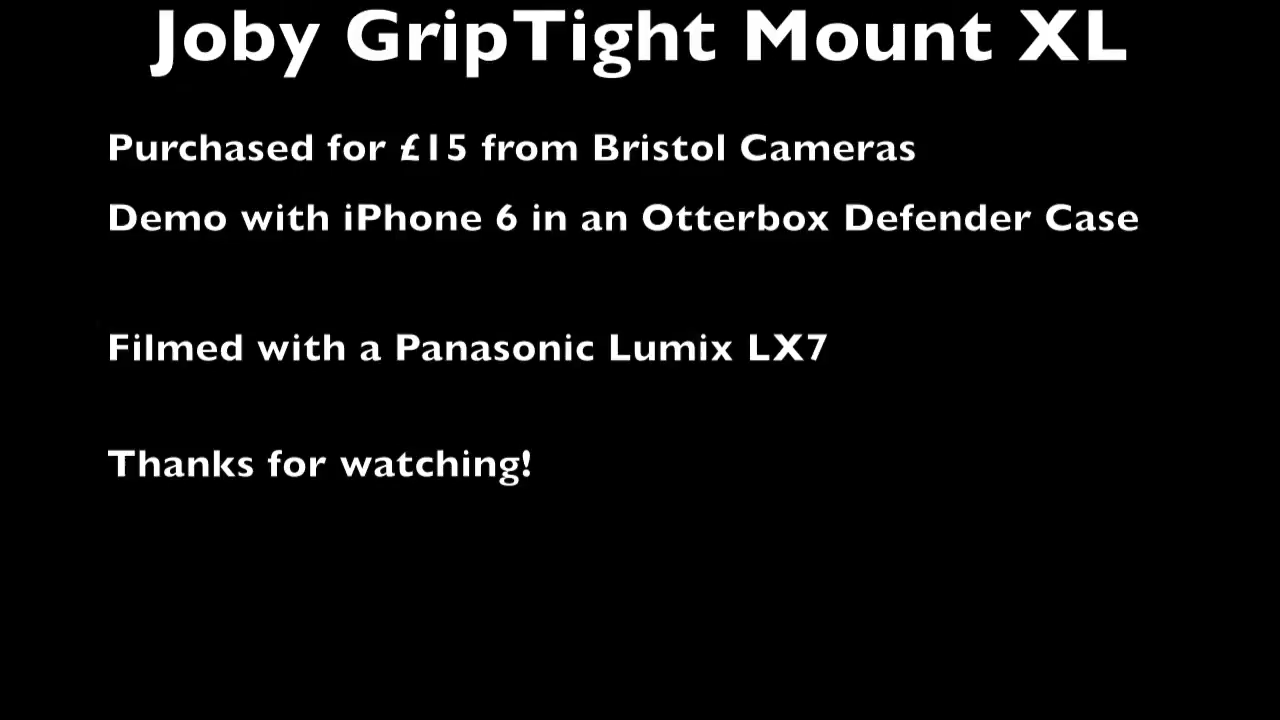 Joby GripTight Mount XL
Purchased for £15 from Bristol Cameras
Demo with iPhone 6 in an Otterbox Defender Case
Filmed with a Panasonic Lumix LX7
Thanks for watching!